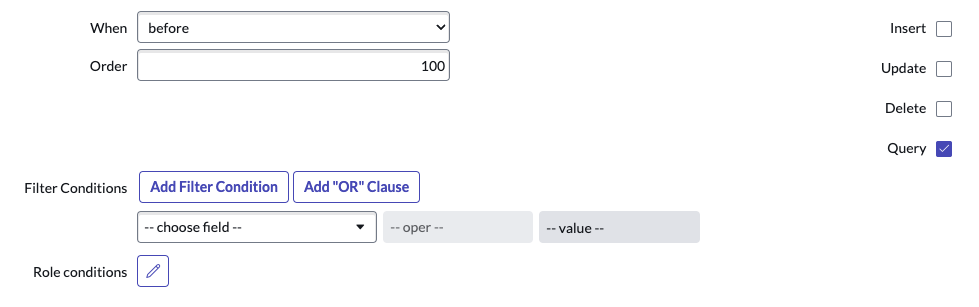 When before Insert
Order 100 Update
Delete
Query
Filter Conditions Add Filter Condition Add "OR" Clause
-- choose field -- -- oper -- -- value --
Role conditions